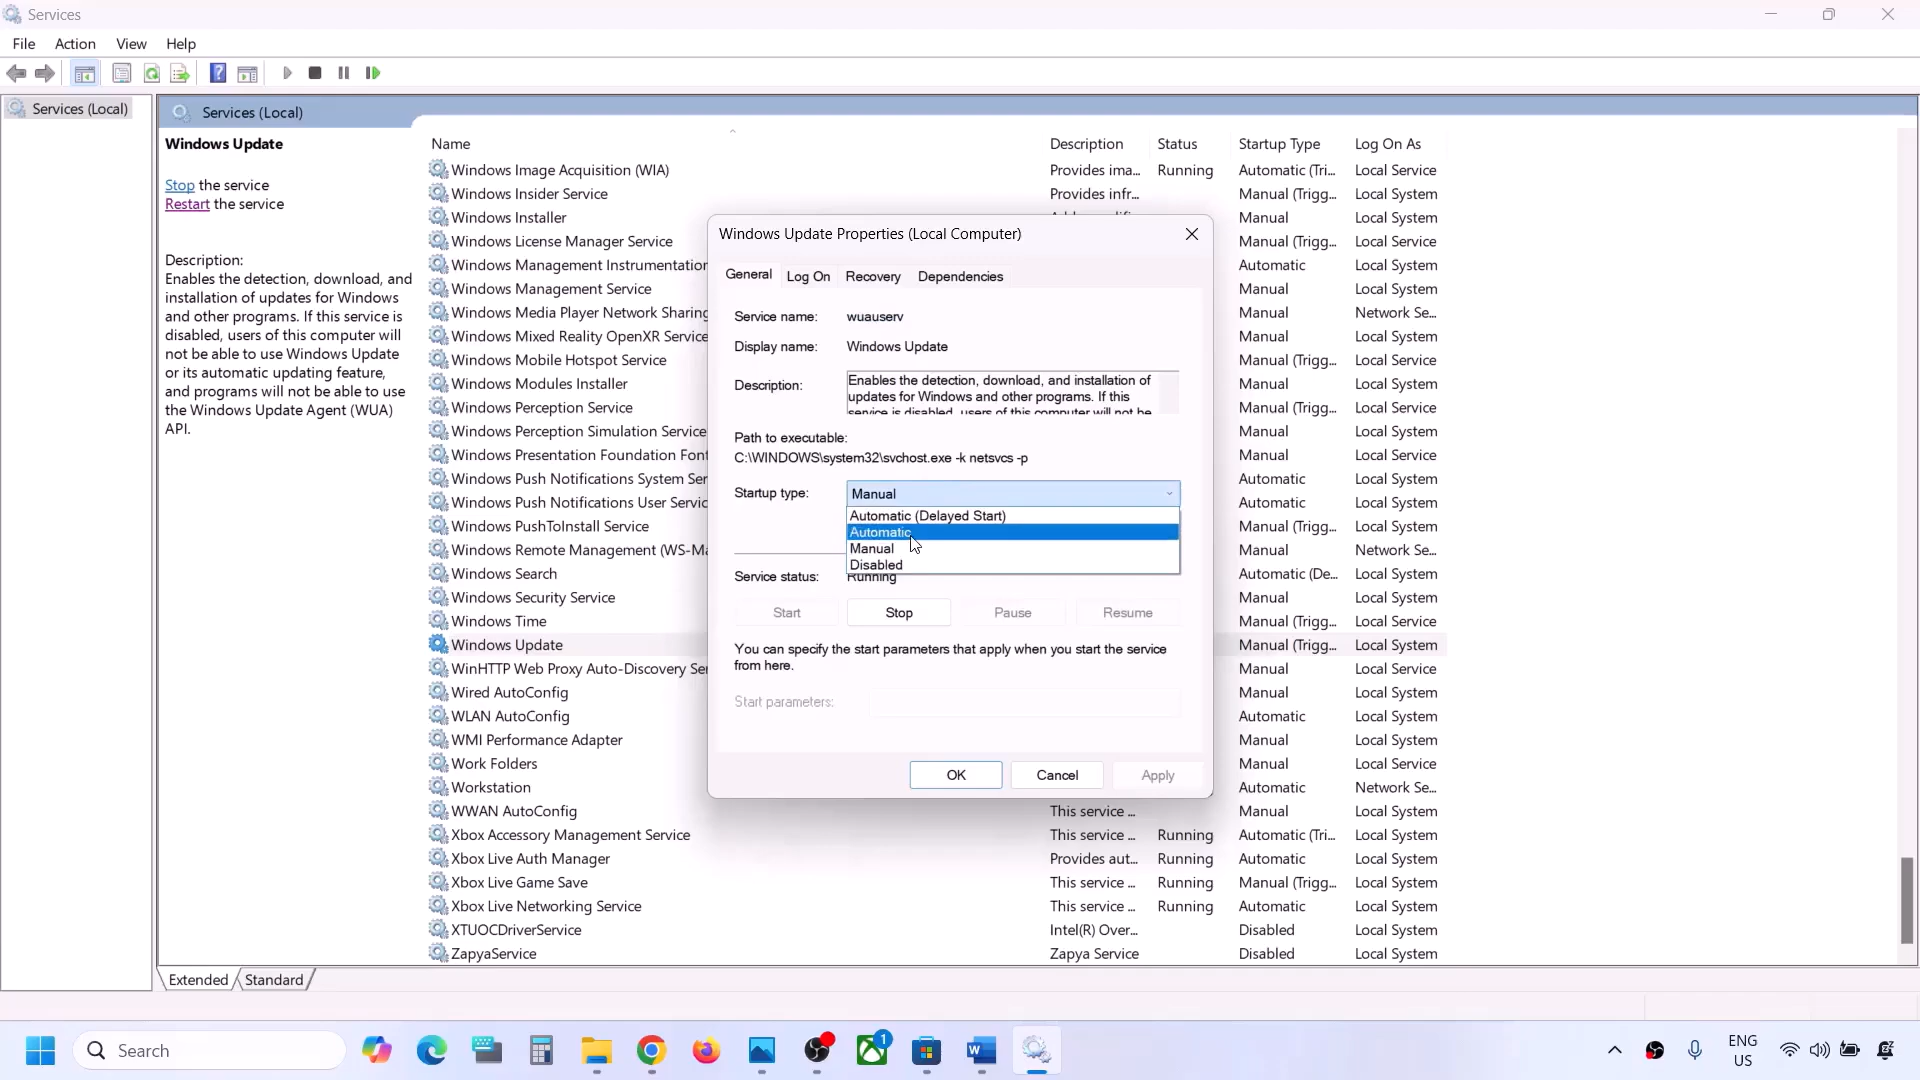 Services
File Action View Help
Services (Local)
Services (Local)
Windows Update
Stop the service
Restart the service
Description:
Enables the detection, download, and
installation of updates for Windows
and other programs. If this service is
disabled, users of this computer will
not be able to use Windows Update
or its automatic updating feature,
and programs will not be able to use
the Windows Update Agent (WUA)
API.
Name Description Status Startup Type Log On As
Windows Image Acquisition (WIA) Provides ima... Running Automatic (Tri... Local Service
Windows Insider Service Provides infr... Manual (Trigg... Local System
Windows Installer Manual Local System
Windows License Manager Service Manual (Trigg... Local Service
Windows Management Instrumentation Automatic Local System
Windows Management Service Manual Local System
Windows Media Player Network Sharing Manual Network Se...
Windows Mixed Reality OpenXR Service Manual Local System
Windows Mobile Hotspot Service Manual (Trigg... Local Service
Windows Modules Installer Manual Local System
Windows Perception Service Manual (Trigg... Local Service
Windows Perception Simulation Service Manual Local System
Windows Presentation Foundation Font Manual Local Service
Windows Push Notifications System Ser Automatic Local System
Windows Push Notifications User Servic Automatic Local System
Windows PushToInstall Service Manual (Trigg... Local System
Windows Remote Management (WS-Ma Manual Network Se...
Windows Search Automatic (De... Local System
Windows Security Service Manual Local System
Windows Time Manual (Trigg... Local Service
Windows Update Manual (Trigg... Local System
WinHTTP Web Proxy Auto-Discovery Ser Manual Local Service
Wired AutoConfig Manual Local System
WLAN AutoConfig Automatic Local System
WMI Performance Adapter Manual Local System
Work Folders Manual Local Service
Workstation Automatic Network Se...
WWAN AutoConfig This service ... Manual Local System
Xbox Accessory Management Service This service ... Running Automatic (Tri... Local System
Xbox Live Auth Manager Provides aut... Running Automatic Local System
Xbox Live Game Save This service ... Running Manual (Trigg... Local System
Xbox Live Networking Service This service ... Running Automatic Local System
XTUOCDriverService Intel(R) Over... Disabled Local System
ZapyaService Zapya Service Disabled Local System
Windows Update Properties (Local Computer)
General Log On Recovery Dependencies
Service name: wuauserv
Display name: Windows Update
Description: Enables the detection, download, and installation of
updates for Windows and other programs. If this
service is disabled, users of this computer will not be
Path to executable:
C:\WINDOWS\system32\svchost.exe -k netsvcs -p
Startup type: Manual
Automatic (Delayed Start)
Automatic
Manual
Disabled
Service status: Running
Start Stop Pause Resume
You can specify the start parameters that apply when you start the service
from here.
Start parameters:
OK Cancel Apply
Extended Standard
Search
1
ENG
US